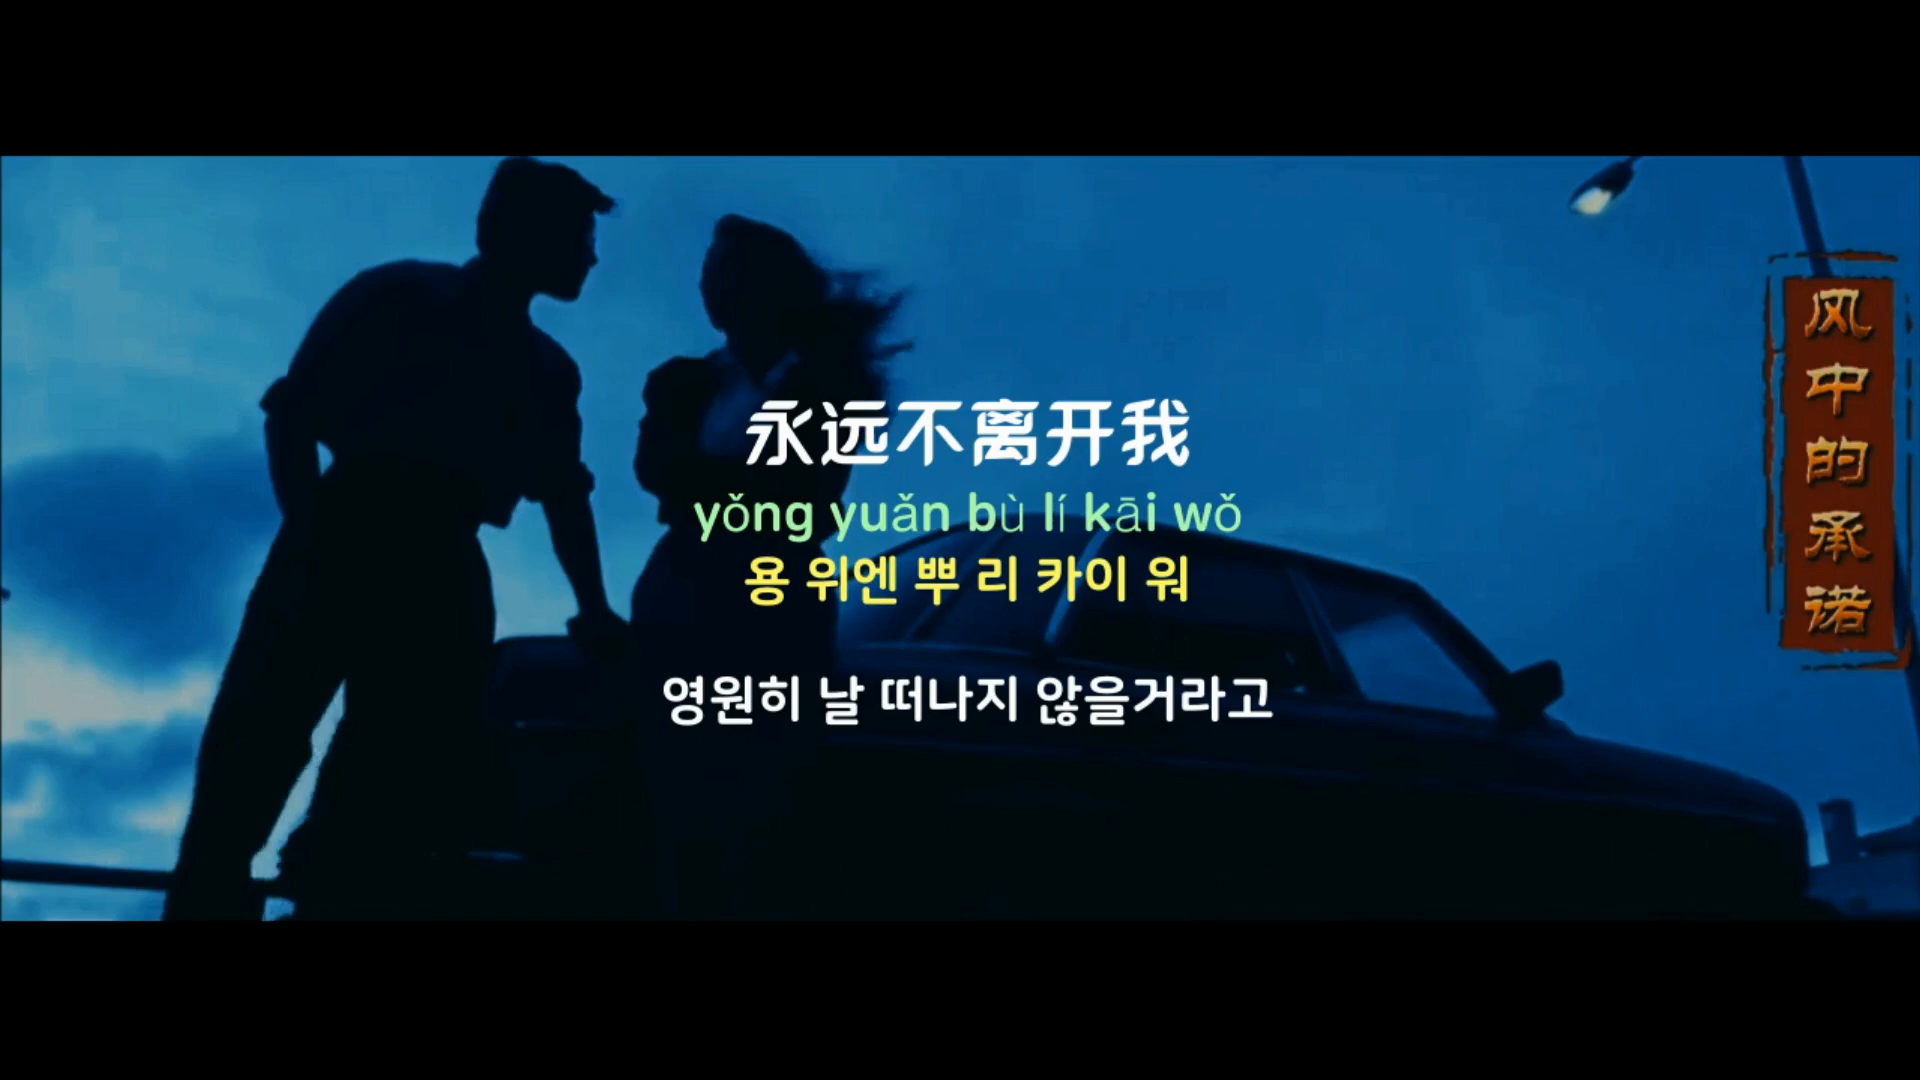 永远不离开我
yǒng yuǎn bù lí kāi wǒ
용 위엔 뿌 리 카이 워
영원히 날 떠나지 않을거라고
风中的承诺